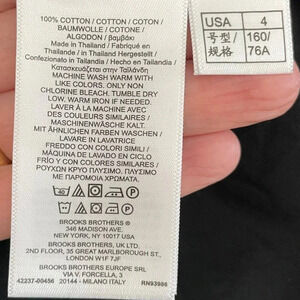 100% COTTON / COTTON / COTON /
BAUMWOLLE / COTONE /
ALGODON / βαμβάκι
Made in Thailand / Fabriqué en
Thailande / in Thailand Hergestellt /
Confezionato in Tailandia / Hecho en Tailandia /
Κατασκευάζεται στην Ταϊλάνδη
MACHINE WASH WARM WITH
LIKE COLORS. ONLY NON
CHLORINE BLEACH. TUMBLE DRY
LOW. WARM IRON IF NEEDED /
LAVER A MACHINE TIEDE AVEC
DES COULEURS SIMILAIRES /
MASCHINENWÄSCHE KALT.
MIT ÄHNLICHEN FARBEN WASCHEN /
LAVARE IN LAVATRICE
FREDDO CON COLORI SIMILI /
MÁQUINA DE LAVADO EN CICLO
FRÍO Y CON COLORES SIMILARES /
ΡΟΥΧΩΝ ΚΡΥΟ ΠΛΥΣΙΜΟ. ΠΛΥΣΙΜΟ
ΜΕ ΠΑΡΟΜΟΙΑ ΧΡΩΜΑΤΑ.
40
BROOKS BROTHERS ®
346 MADISON AVE
NEW YORK, NY 10017 USA
BROOKS BROTHERS, UK LTD.
2ND FLOOR, 35 GREAT MARLBOROUGH ST.
LONDON W1F 7JF
BROOKS BROTHERS EUROPE SRL
VIA V. FORCELLA, 3
42237-00456 20144 - MILANO (ITALY) RN93986
USA 4
号型/ 160/
规格 76A